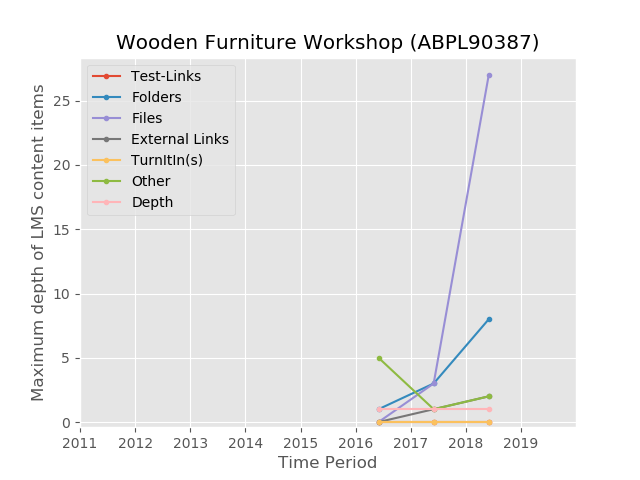 Wooden Furniture Workshop (ABPL90387)
Test-Links
Folders
Files
External Links
TurnItIn(s)
Other
Depth
Maximum depth of LMS content items
25
20
15
10
5
0
2011 2012 2013 2014 2015 2016 2017 2018 2019
Time Period